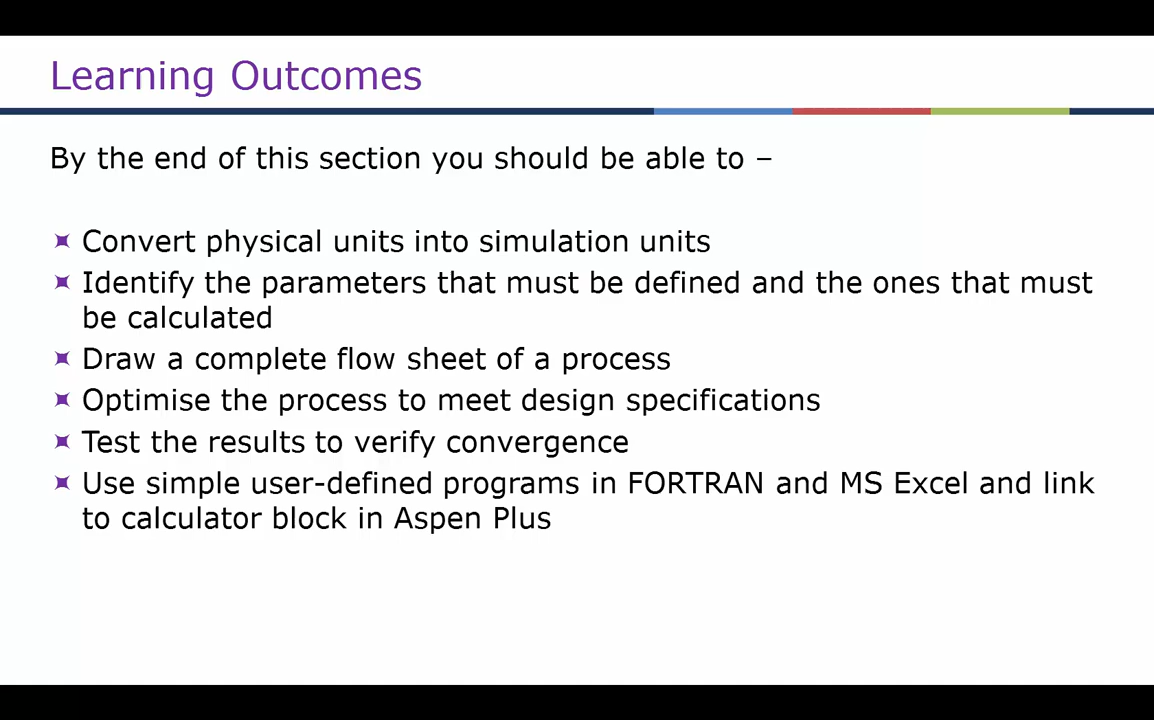 Learning Outcomes
By the end of this section you should be able to –
Convert physical units into simulation units
Identify the parameters that must be defined and the ones that must
be calculated
Draw a complete flow sheet of a process
Optimise the process to meet design specifications
Test the results to verify convergence
Use simple user-defined programs in FORTRAN and MS Excel and link
to calculator block in Aspen Plus